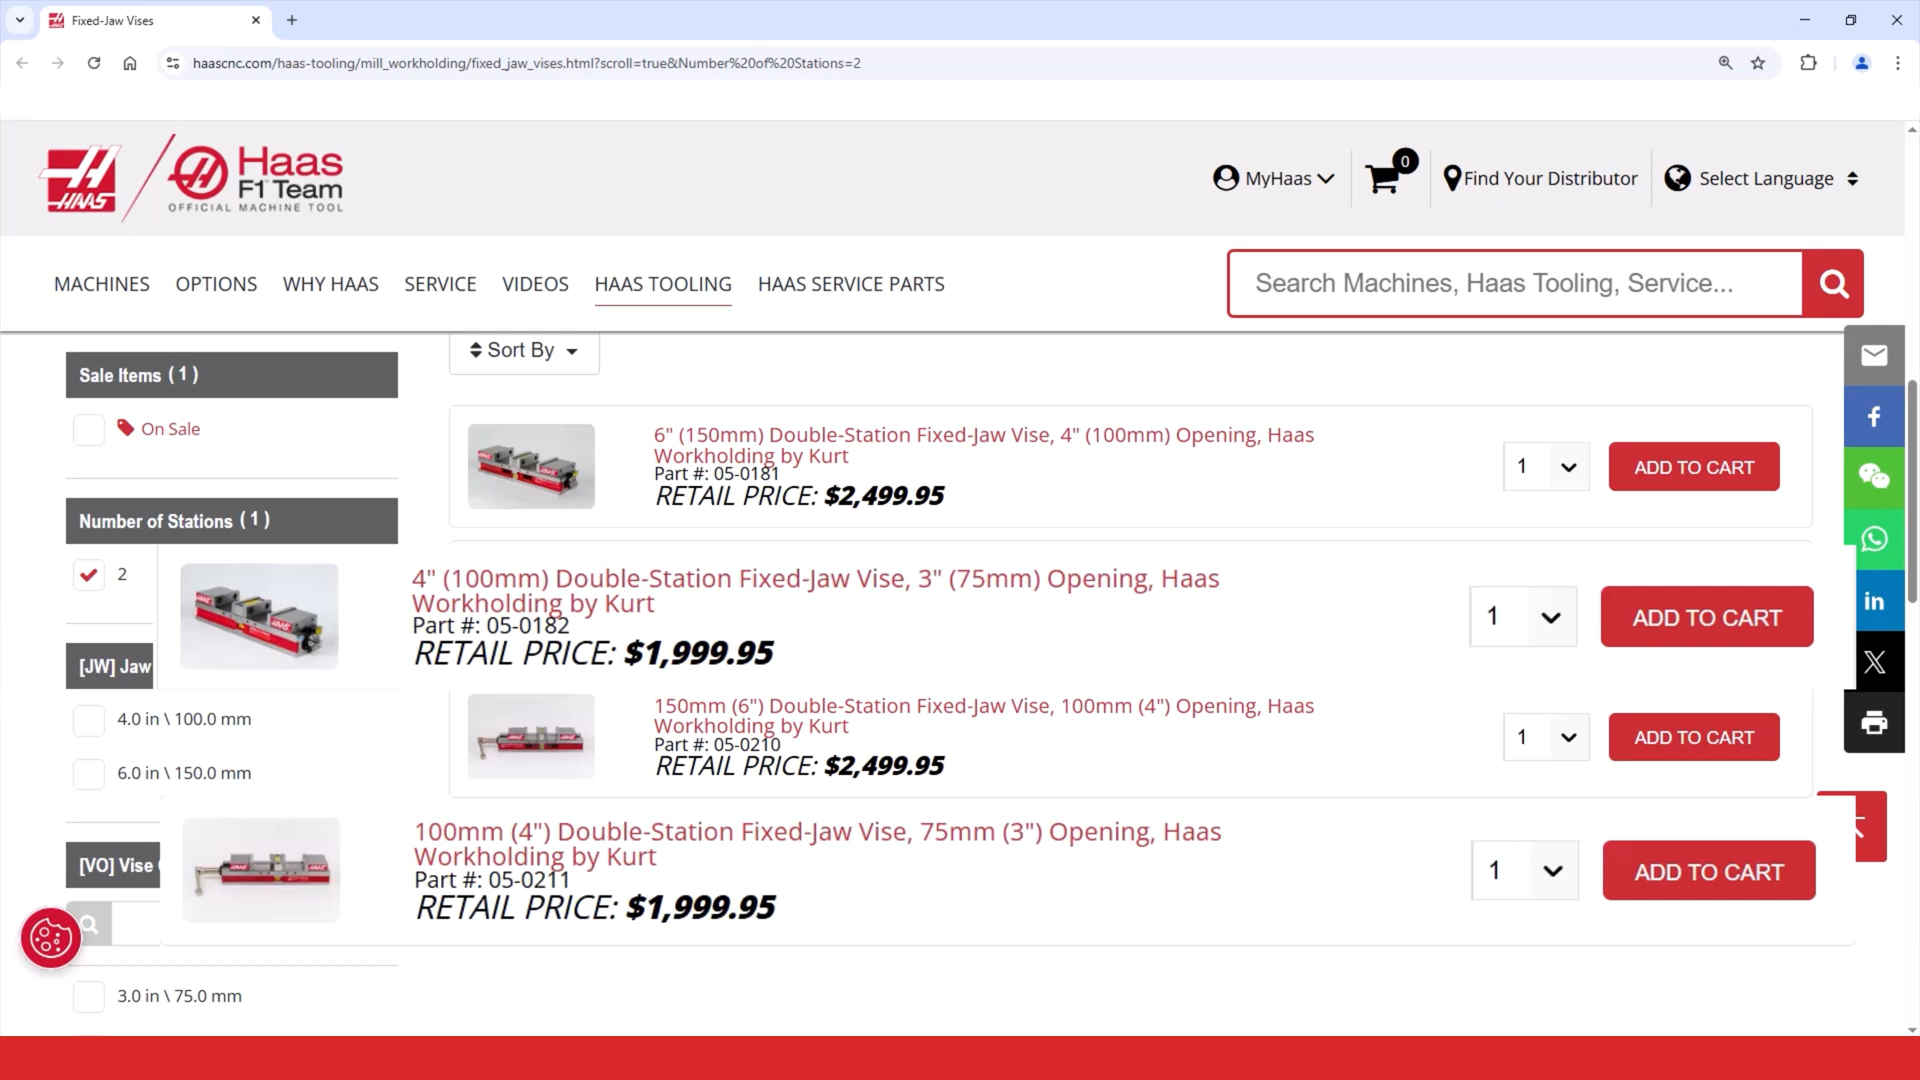 Fixed-Jaw Vises
haascnc.com/haas-tooling/mill_workholding/fixed_jaw_vises.html?scroll=true&Number%20of%20Stations=2
HAAS
Haas
F1 Team
OFFICIAL MACHINE TOOL
MyHaas
0
Find Your Distributor
Select Language
MACHINES
OPTIONS
WHY HAAS
SERVICE
VIDEOS
HAAS TOOLING
HAAS SERVICE PARTS
Search Machines, Haas Tooling, Service...
Sort By
Sale Items (1)
On Sale
Number of Stations (1)
2
[JW] Jaw
4.0 in \ 100.0 mm
6.0 in \ 150.0 mm
[VO] Vise
3.0 in \ 75.0 mm
6" (150mm) Double-Station Fixed-Jaw Vise, 4" (100mm) Opening, Haas
Workholding by Kurt
Part #: 05-0181
RETAIL PRICE: $2,499.95
1
ADD TO CART
4" (100mm) Double-Station Fixed-Jaw Vise, 3" (75mm) Opening, Haas
Workholding by Kurt
Part #: 05-0182
RETAIL PRICE: $1,999.95
1
ADD TO CART
150mm (6") Double-Station Fixed-Jaw Vise, 100mm (4") Opening, Haas
Workholding by Kurt
Part #: 05-0210
RETAIL PRICE: $2,499.95
1
ADD TO CART
100mm (4") Double-Station Fixed-Jaw Vise, 75mm (3") Opening, Haas
Workholding by Kurt
Part #: 05-0211
RETAIL PRICE: $1,999.95
1
ADD TO CART